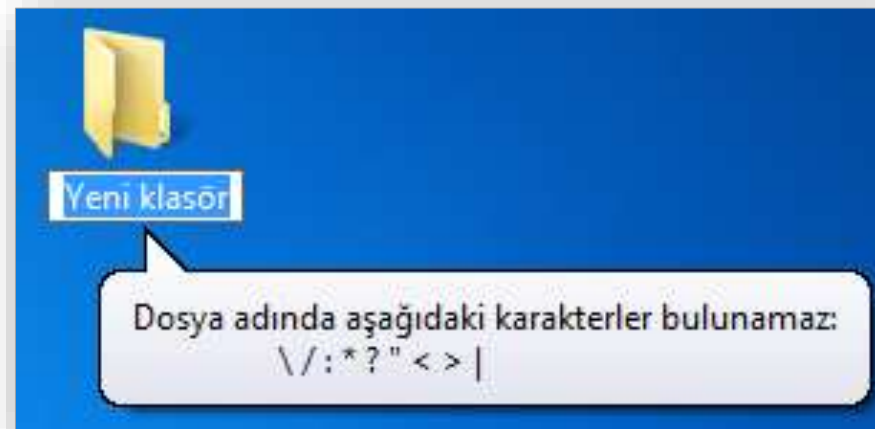 Yeni klasör
Dosya adında aşağıdaki karakterler bulunamaz:
\ / : * ? " < > |